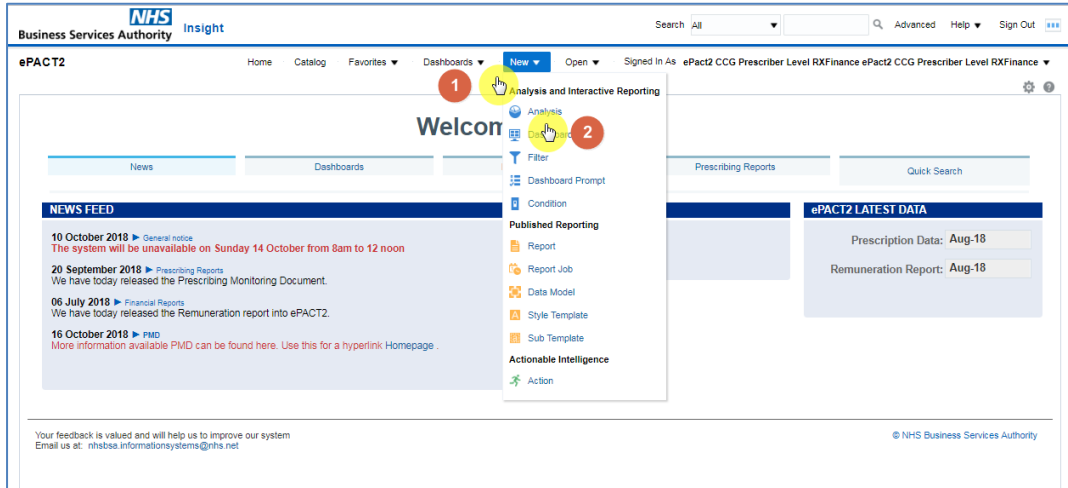 NHS
Business Services Authority Insight Search All Advanced Help Sign Out
ePACT2 Home Catalog Favorites Dashboards New Open Signed In As ePact2 CCG Prescriber Level RXFinance ePact2 CCG Prescriber Level RXFinance
1
Analysis and Interactive Reporting
Analysis
2
Filter
Dashboard Prompt
Condition
Published Reporting
Report
Report Job
Data Model
Style Template
Sub Template
Actionable Intelligence
Action
Welcom
News Dashboards Prescribing Reports Quick Search
NEWS FEED
10 October 2018 ► General notice
The system will be unavailable on Sunday 14 October from 8am to 12 noon
20 September 2018 ► Prescribing Reports
We have today released the Prescribing Monitoring Document.
06 July 2018 ► Financial Reports
We have today released the Remuneration report into ePACT2.
16 October 2018 ► PMD
More information available PMD can be found here. Use this for a hyperlink Homepage .
ePACT2 LATEST DATA
Prescription Data: Aug-18
Remuneration Report: Aug-18
Your feedback is valued and will help us to improve our system
Email us at: nhsbsa.informationsystems@nhs.net
© NHS Business Services Authority